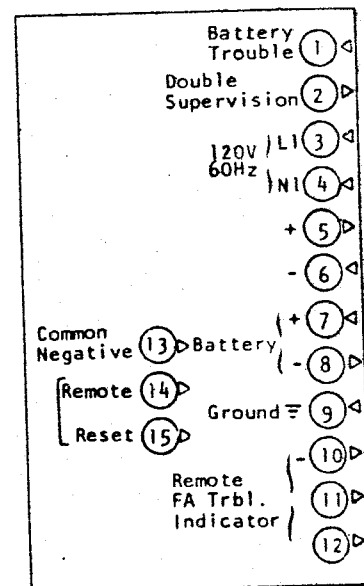 Battery
Trouble 1
Double
Supervision 2
120V L1 3
60Hz N1 4
+ 5
- 6
+ 7
Common
Negative 13 Battery
- 8
Remote 14
Ground 9
Reset 15
- 10
Remote
FA Trbl. 11
Indicator
12